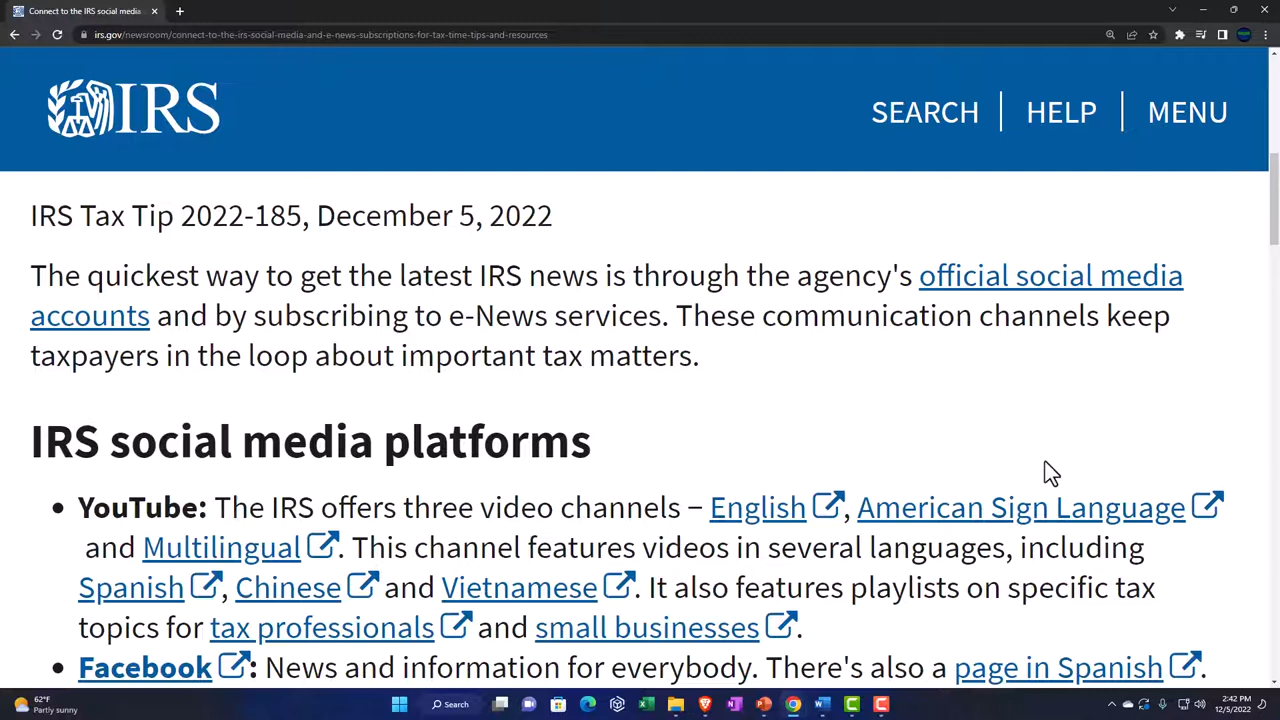 Connect to the IRS social media
irs.gov/newsroom/connect-to-the-irs-social-media-and-e-news-subscriptions-for-tax-time-tips-and-resources
IRS
SEARCH HELP MENU
IRS Tax Tip 2022-185, December 5, 2022
The quickest way to get the latest IRS news is through the agency's official social media
accounts and by subscribing to e-News services. These communication channels keep
taxpayers in the loop about important tax matters.
IRS social media platforms
• YouTube: The IRS offers three video channels – English, American Sign Language
and Multilingual. This channel features videos in several languages, including
Spanish, Chinese and Vietnamese. It also features playlists on specific tax
topics for tax professionals and small businesses.
• Facebook: News and information for everybody. There's also a page in Spanish.
62°F
Partly sunny
Search
2:42 PM
12/5/2022